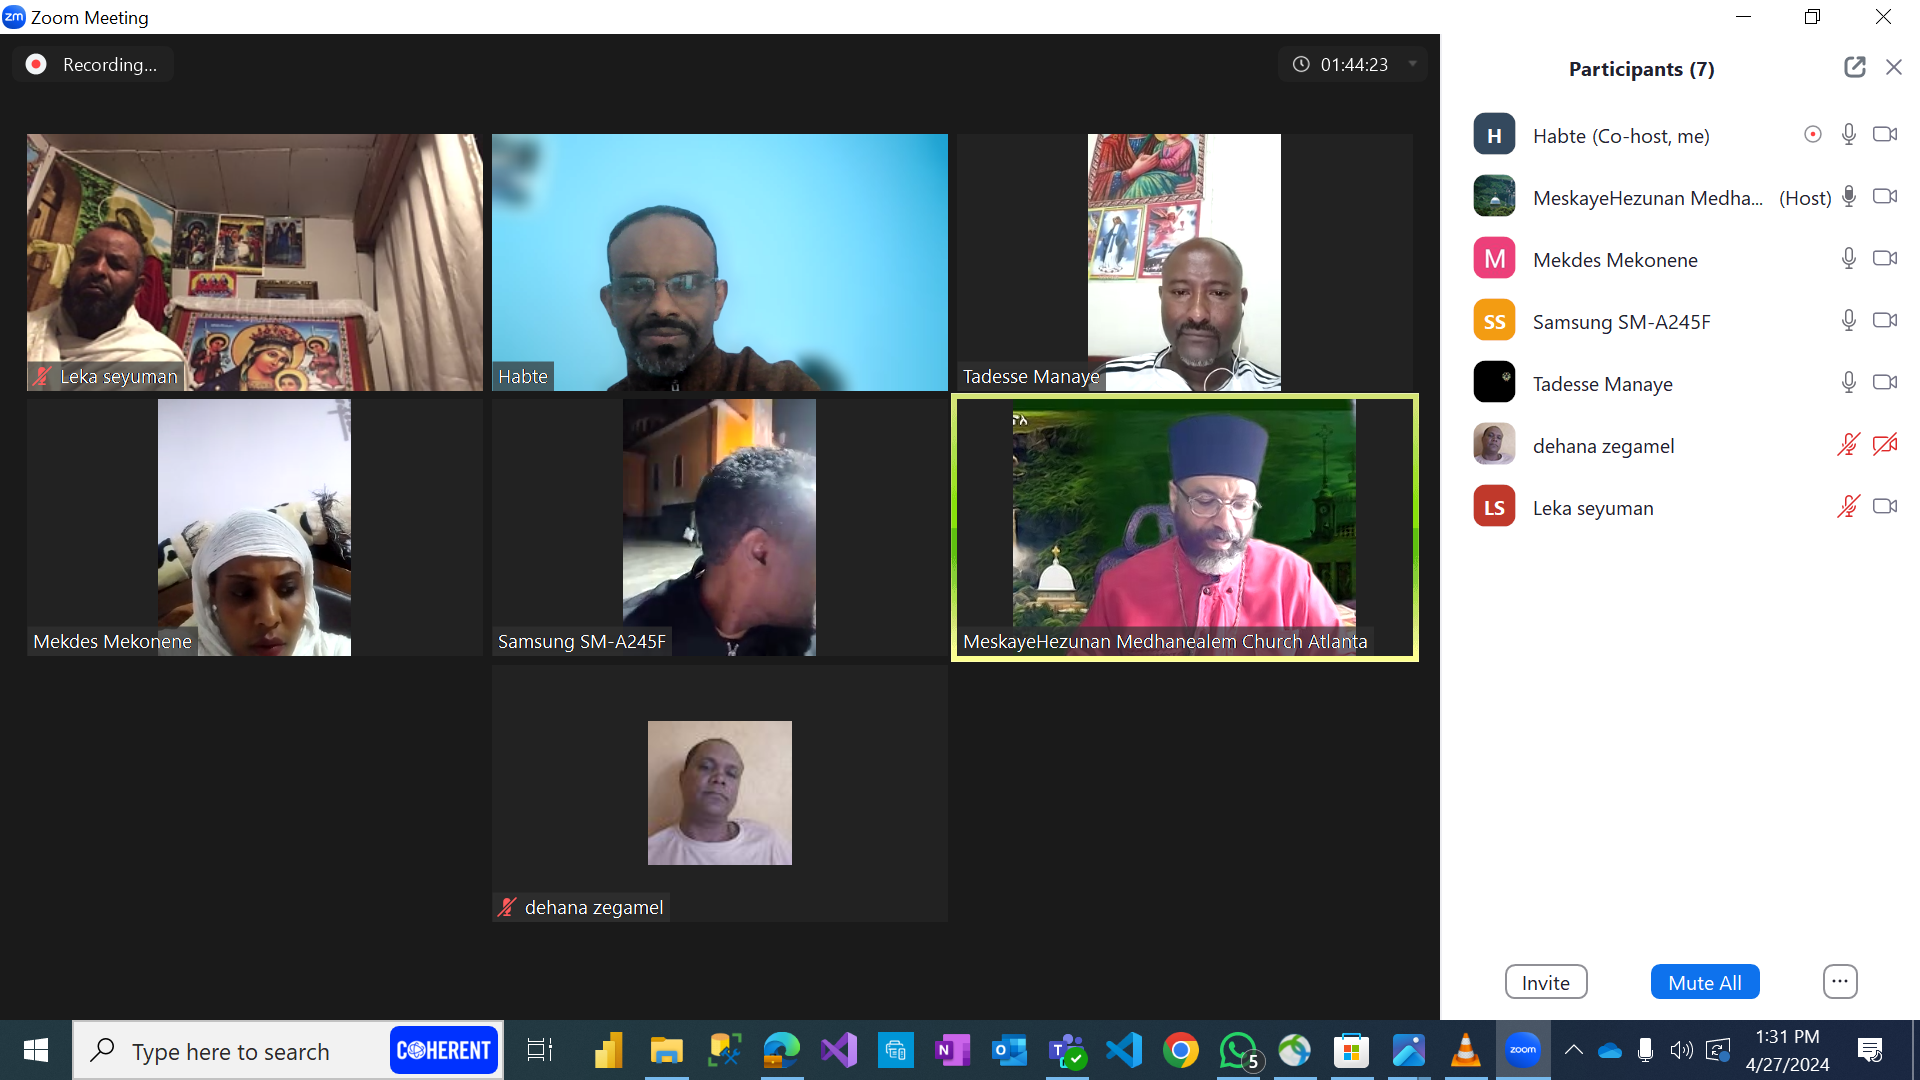 zm Zoom Meeting
Recording...
01:44:23
Leka seyuman
Habte
Tadesse Manaye
Mekdes Mekonene
Samsung SM-A245F
MeskayeHezunan Medhanealem Church Atlanta
dehana zegamel
Participants (7)
H Habte (Co-host, me)
MeskayeHezunan Medha... (Host)
M Mekdes Mekonene
SS Samsung SM-A245F
Tadesse Manaye
dehana zegamel
LS Leka seyuman
Invite
Mute All
...
Type here to search
COHERENT
zoom
5
1:31 PM
4/27/2024